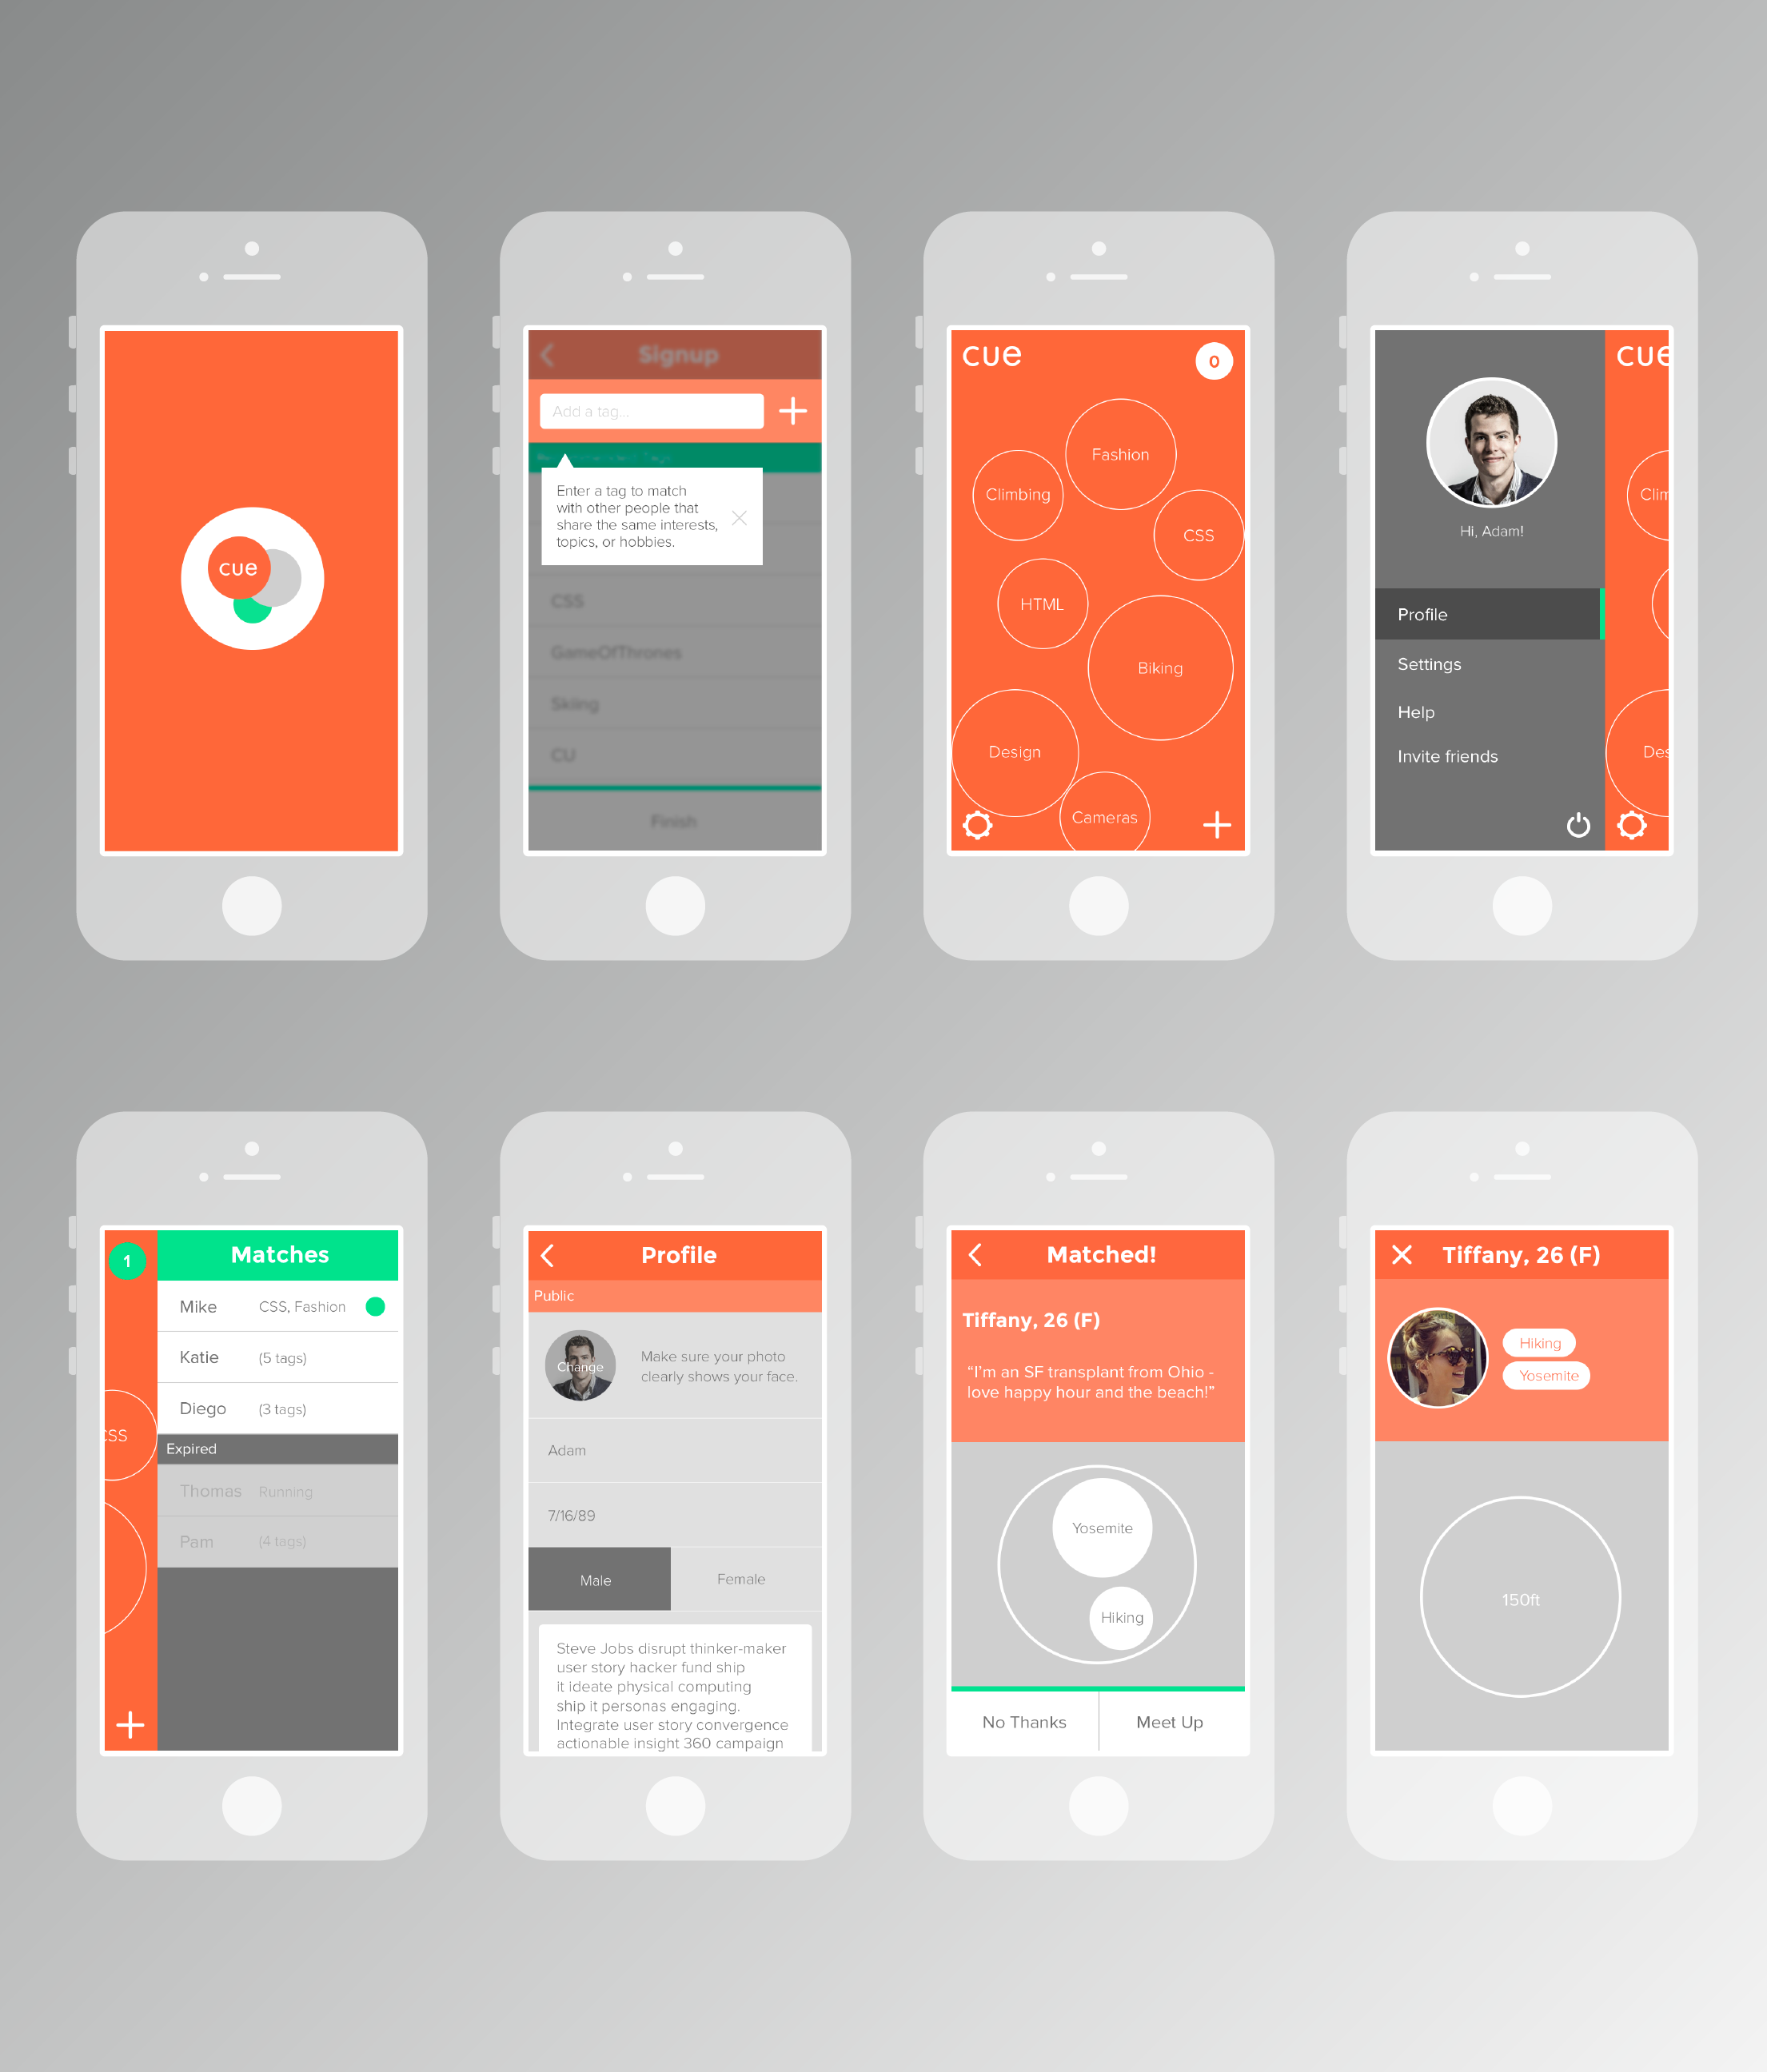 cue
Signup
Add a tag...
Enter a tag to match
with other people that
share the same interests,
topics, or hobbies.
CSS
GameOfThrones
Skiing
CU
Finish
cue
0
Fashion
Climbing
CSS
HTML
Biking
Design
Cameras
cue
Clim
Hi, Adam!
Profile
Settings
Help
Invite friends
Des
1
Matches
Mike CSS, Fashion
Katie (5 tags)
Diego (3 tags)
CSS
Expired
Thomas Running
Pam (4 tags)
Profile
Public
Change
Make sure your photo
clearly shows your face.
Adam
7/16/89
Male Female
Steve Jobs disrupt thinker-maker
user story hacker fund ship
it ideate physical computing
ship it personas engaging.
Integrate user story convergence
actionable insight 360 campaign
Matched!
Tiffany, 26 (F)
“I’m an SF transplant from Ohio -
love happy hour and the beach!”
Yosemite
Hiking
No Thanks Meet Up
Tiffany, 26 (F)
Hiking
Yosemite
150ft